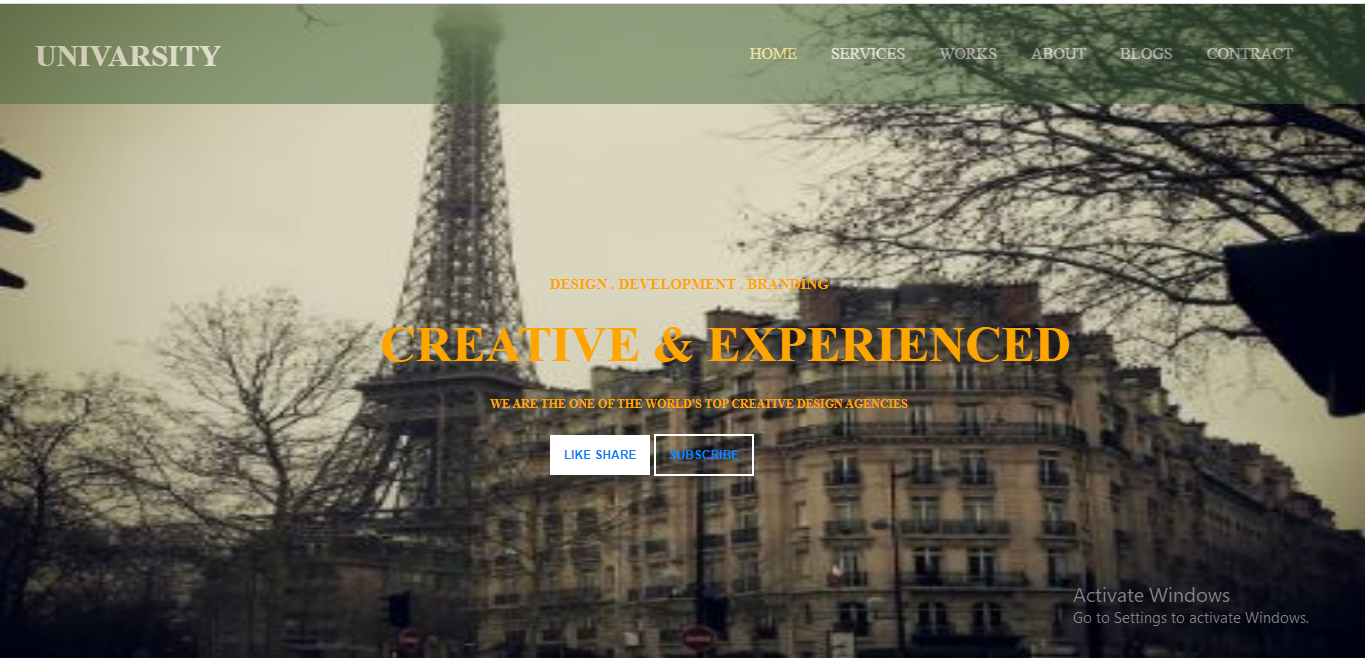 UNIVARSITY
HOME SERVICES WORKS ABOUT BLOGS CONTRACT
DESIGN . DEVELOPMENT . BRANDING
CREATIVE & EXPERIENCED
WE ARE THE ONE OF THE WORLD'S TOP CREATIVE DESIGN AGENCIES
LIKE SHARE SUBSCRIBE
Activate Windows
Go to Settings to activate Windows.